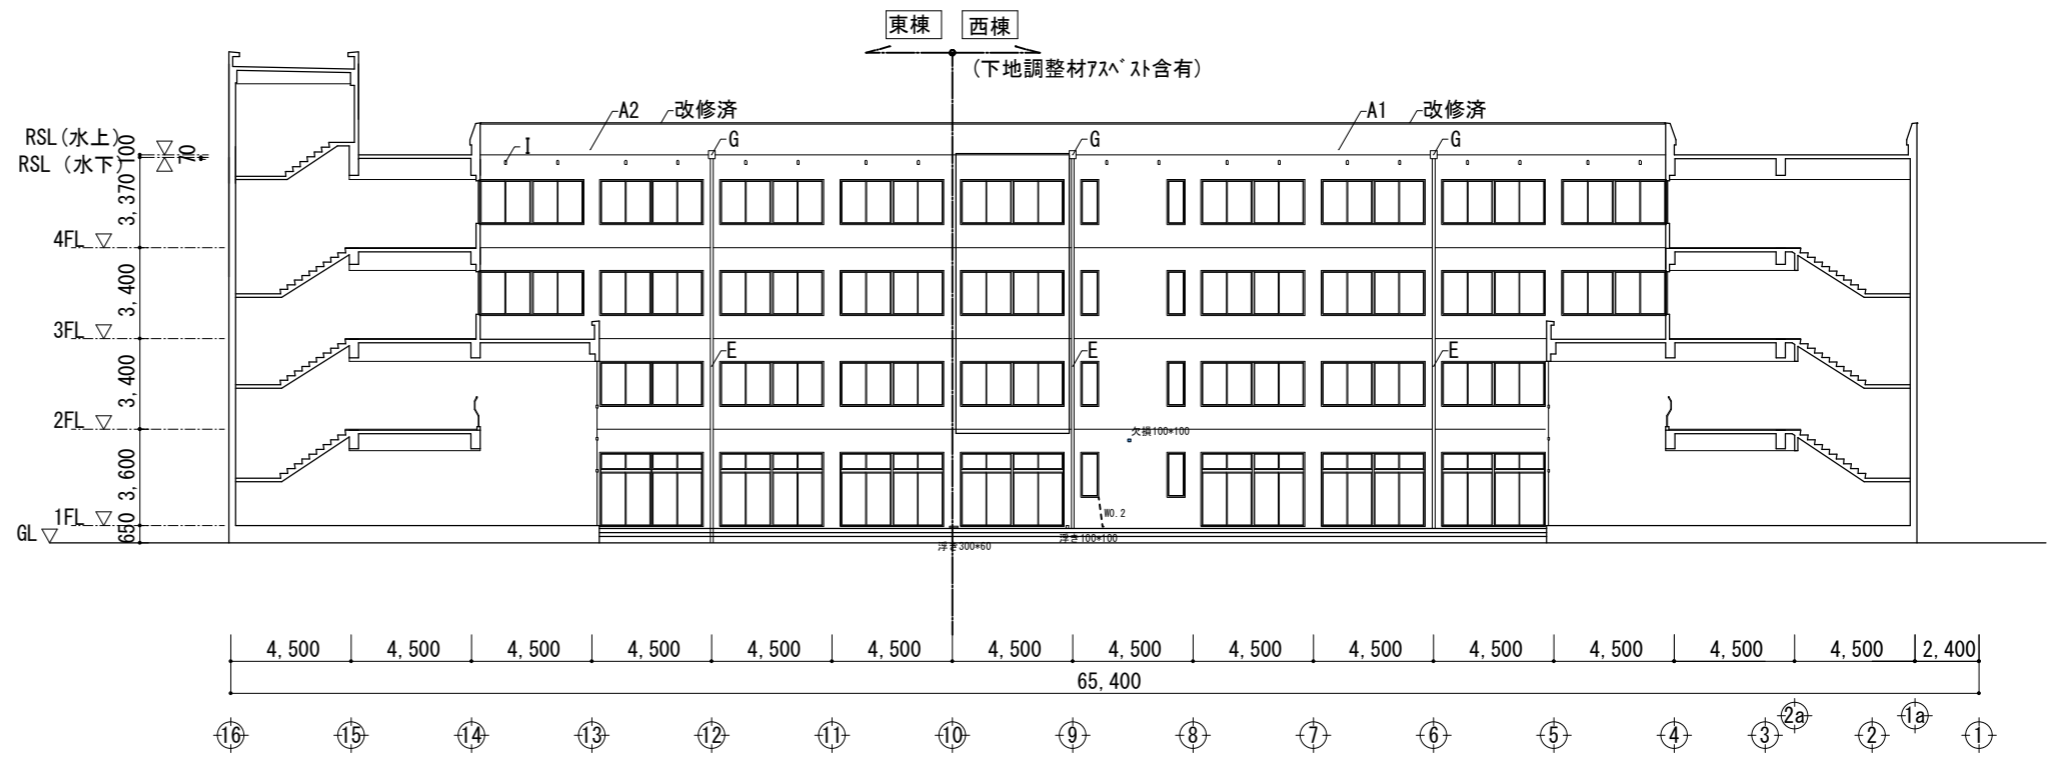 東棟 西棟
(下地調整材ｱｽﾍﾞｽﾄ含有)
A2 改修済 A1 改修済
I G G G
RSL(水上)
RSL (水下)
100
70
3,370
4FL
3,400
3FL
E E E
3,400
2FL
欠損100*100
3,600
W0.2
1FL
650
GL
浮き300*60 浮き100*100
4,500 4,500 4,500 4,500 4,500 4,500 4,500 4,500 4,500 4,500 4,500 4,500 4,500 4,500 2,400
65,400
2a 1a
16 15 14 13 12 11 10 9 8 7 6 5 4 3 2 1